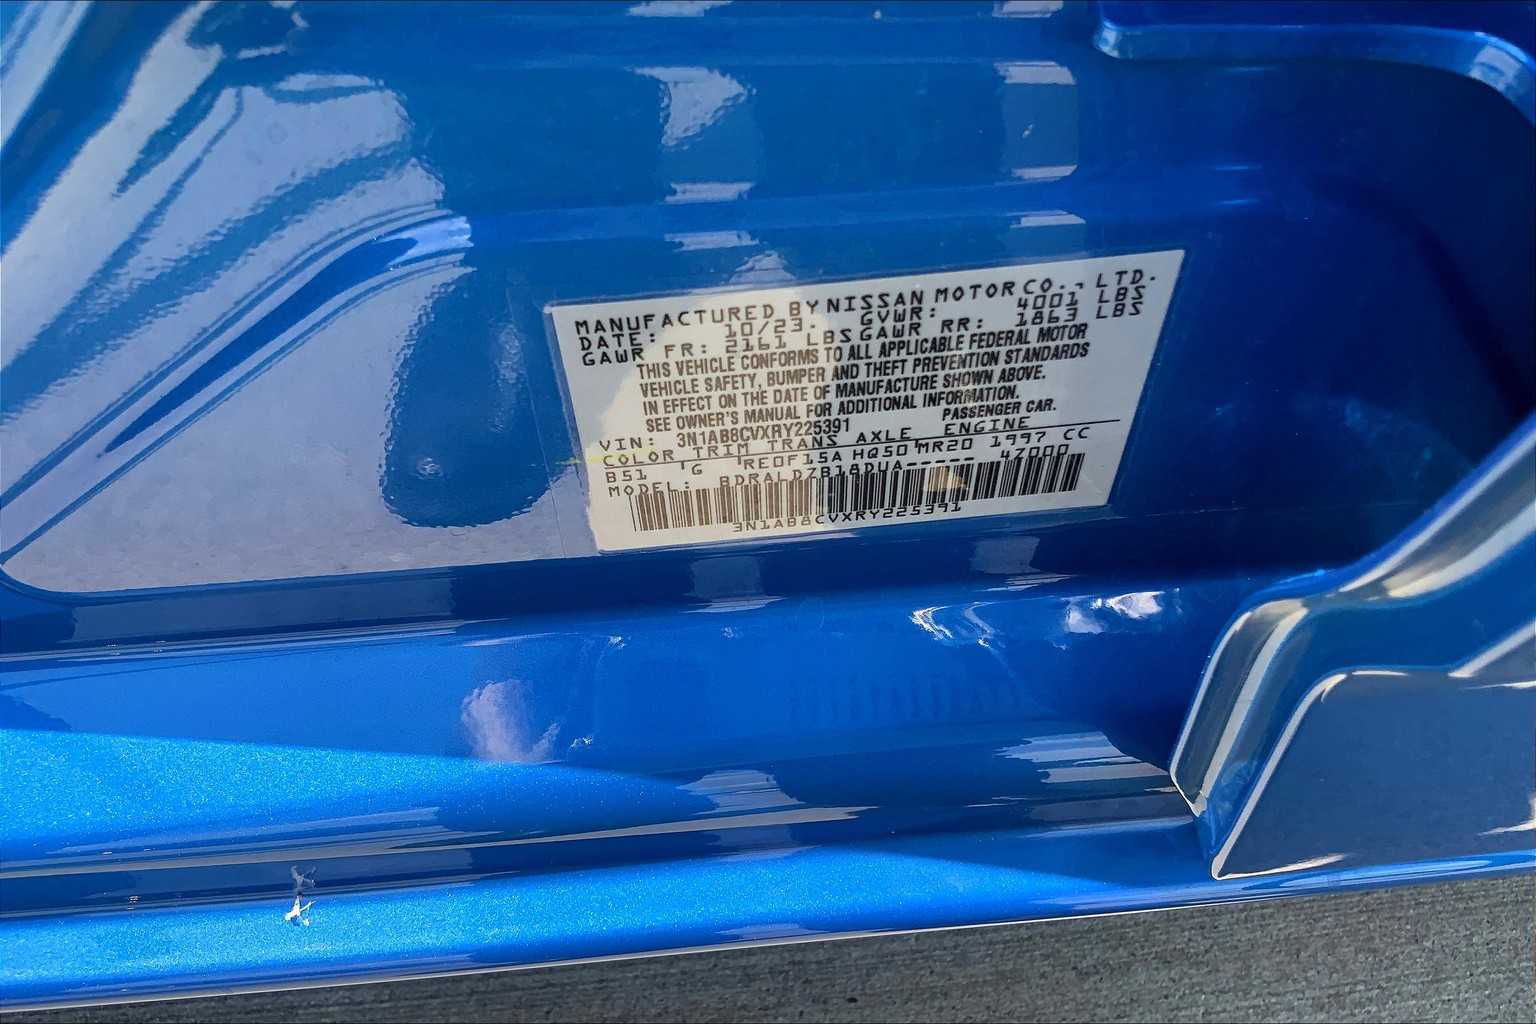 MANUFACTURED BY NISSAN MOTOR CO., LTD.
DATE: 10/23. GVWR: 4001 LBS
GAWR FR: 2161 LBS GAWR RR: 1863 LBS
THIS VEHICLE CONFORMS TO ALL APPLICABLE FEDERAL MOTOR
VEHICLE SAFETY, BUMPER AND THEFT PREVENTION STANDARDS
IN EFFECT ON THE DATE OF MANUFACTURE SHOWN ABOVE.
SEE OWNER'S MANUAL FOR ADDITIONAL INFORMATION.
VIN: 3N1AB8CVXRY225391 PASSENGER CAR.
COLOR TRIM TRANS AXLE ENGINE
B51 G RE0F15A HQ50 MR20 1997 CC
MODEL: BDRALDZB18DUA----- 47000
3N1AB8CVXRY225391